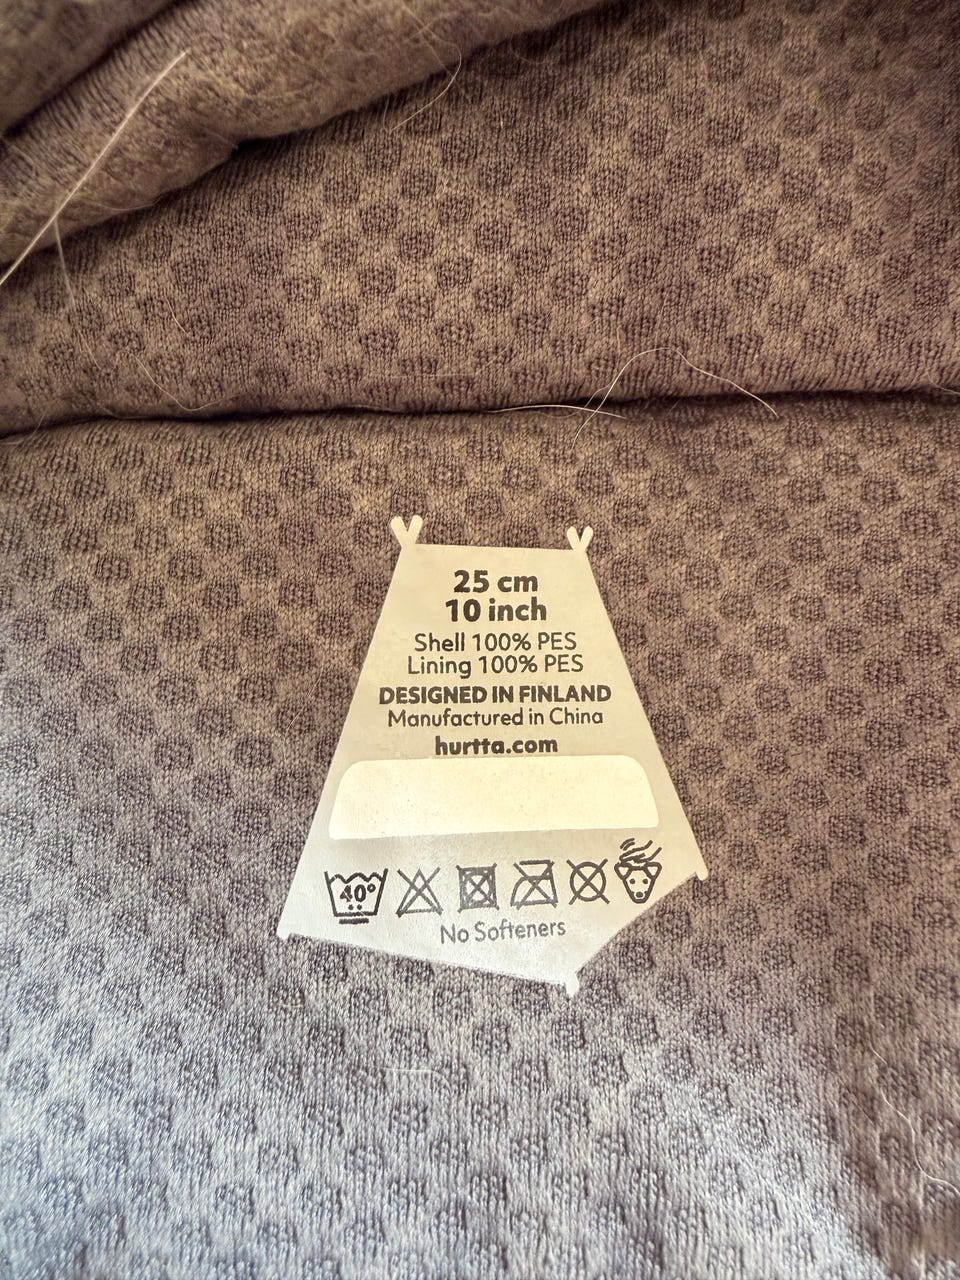 25 cm
10 inch
Shell 100% PES
Lining 100% PES
DESIGNED IN FINLAND
Manufactured in China
hurtta.com
40°
No Softeners